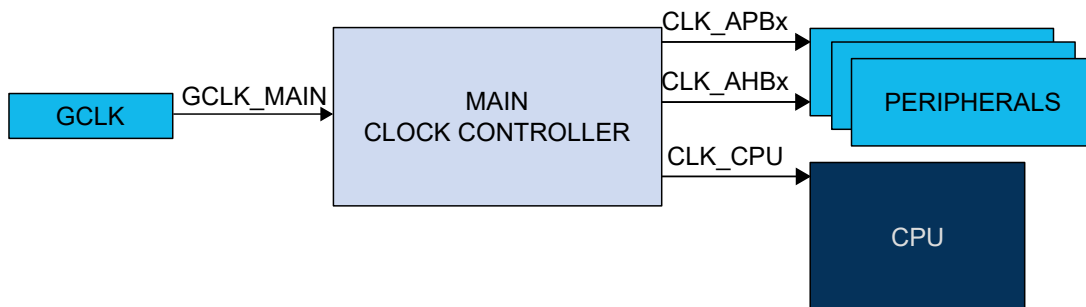 GCLK
GCLK_MAIN
MAIN
CLOCK CONTROLLER
CLK_APBx
CLK_AHBx
CLK_CPU
PERIPHERALS
CPU